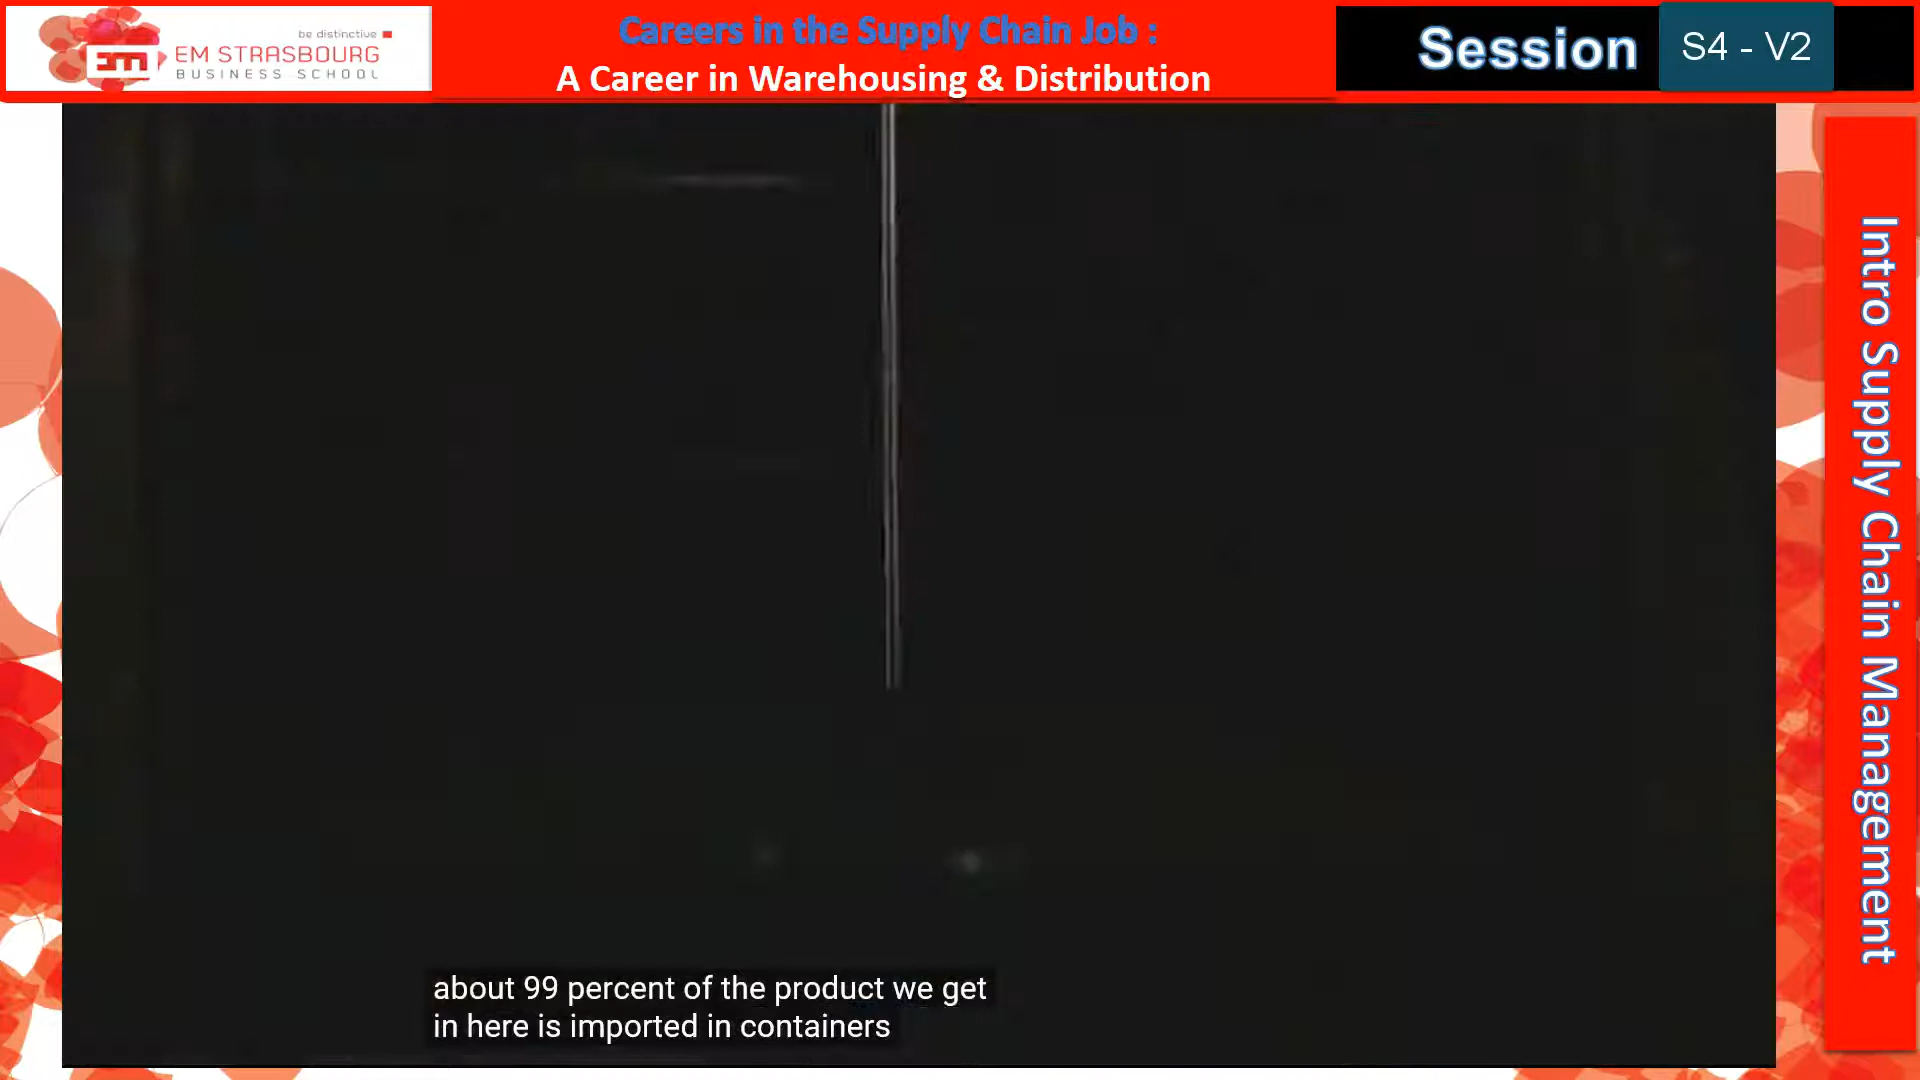 be distinctive
EM STRASBOURG
BUSINESS SCHOOL
em
Careers in the Supply Chain Job :
A Career in Warehousing & Distribution
Session
S4 - V2
Intro Supply Chain Management
about 99 percent of the product we get
in here is imported in containers